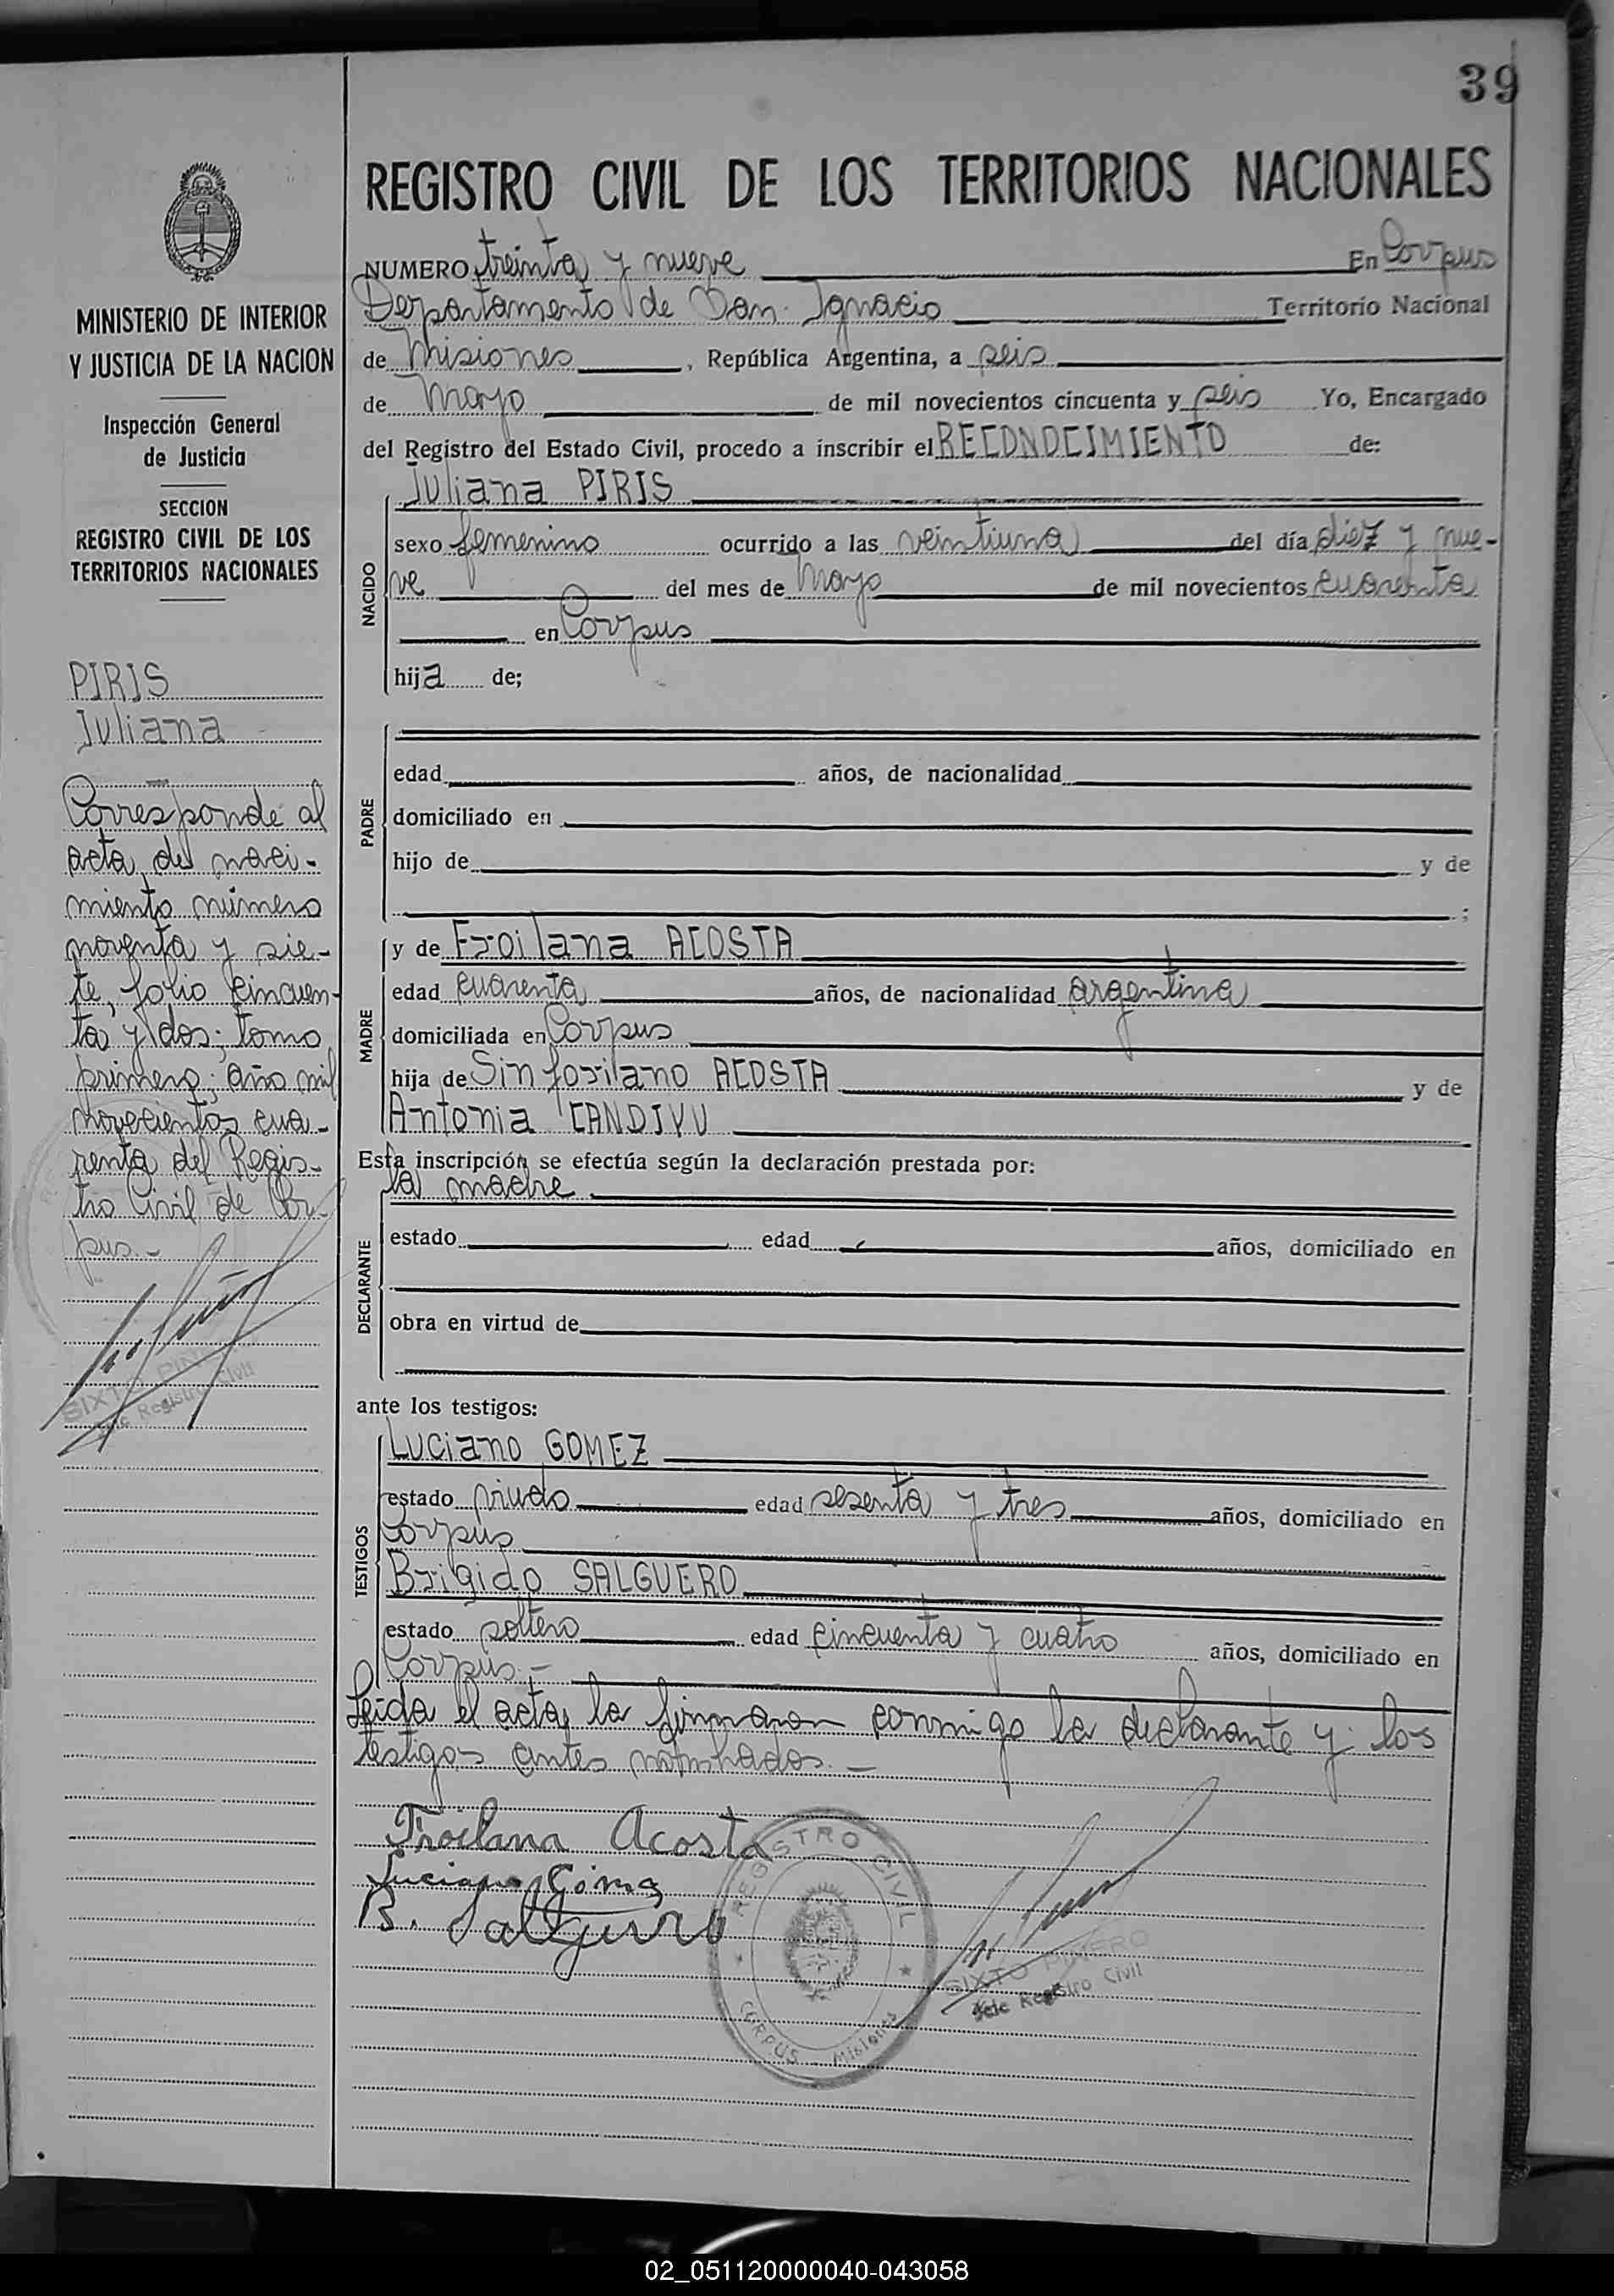 39
REGISTRO CIVIL DE LOS TERRITORIOS NACIONALES
NUMERO treinta y nueve En Corpus
Departamento de San Ignacio Territorio Nacional
de Misiones, República Argentina, a seis
de Mayo de mil novecientos cincuenta y seis Yo, Encargado
del Registro del Estado Civil, procedo a inscribir el RECONOCIMIENTO de:
Juliana PIRIS
NACIDO
sexo femenino ocurrido a las veintiuna del día diez y nue-
ve del mes de Mayo de mil novecientos cuarenta
en Corpus
hija de;
PADRE
edad años, de nacionalidad
domiciliado en
hijo de y de
;
MADRE
y de Froilana ACOSTA
edad cuarenta años, de nacionalidad argentina
domiciliada en Corpus
hija de Sinforilano ACOSTA y de
Antonia CANDIVU
Esta inscripción se efectúa según la declaración prestada por:
la madre
DECLARANTE
estado edad años, domiciliado en
obra en virtud de
ante los testigos:
TESTIGOS
Luciano GOMEZ
estado viudo edad sesenta y tres años, domiciliado en
Corpus
Brigido SALGUERO
estado soltero edad cincuenta y cuatro años, domiciliado en
Corpus.-
Leida el acta, la firmaron conmigo la declarante y los
testigos antes nombrados.-
Froilana Acosta
Luciano Gómez
B. Salguero
REGISTRO CIVIL
CORPUS - Misiones
SIXTO PIÑERO
Jefe Registro Civil
MINISTERIO DE INTERIOR
Y JUSTICIA DE LA NACION
Inspección General
de Justicia
SECCION
REGISTRO CIVIL DE LOS
TERRITORIOS NACIONALES
PIRIS
Juliana
Corresponde al
acta de naci-
miento número
noventa y sie-
te, folio cincuen-
ta y dos; tomo
primero; año mil
novecientos cua-
renta del Regis-
tro Civil de Cor-
pus.-
SIXTO PIÑ
Jefe Registro Civil
02_051120000040-043058